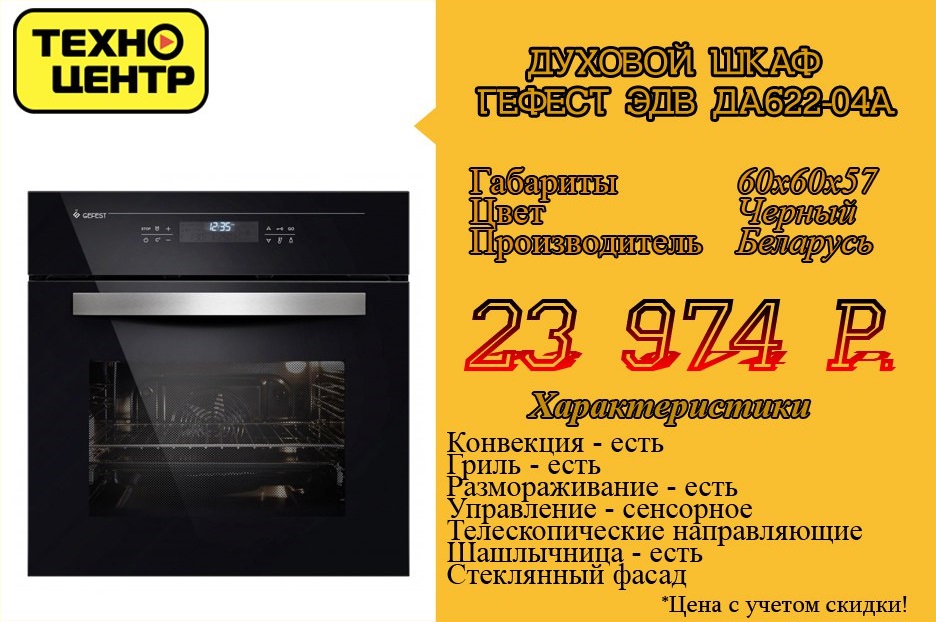 ТЕХНО
ЦЕНТР
ДУХОВОЙ ШКАФ
ГЕФЕСТ ЭДВ ДА622-04А
Габариты 60х60х57
Цвет Черный
Производитель Беларусь
GEFEST
12:35
STOP
23 974 Р.
Характеристики
Конвекция - есть
Гриль - есть
Размораживание - есть
Управление - сенсорное
Телескопические направляющие
Шашлычница - есть
Стеклянный фасад
*Цена с учетом скидки!